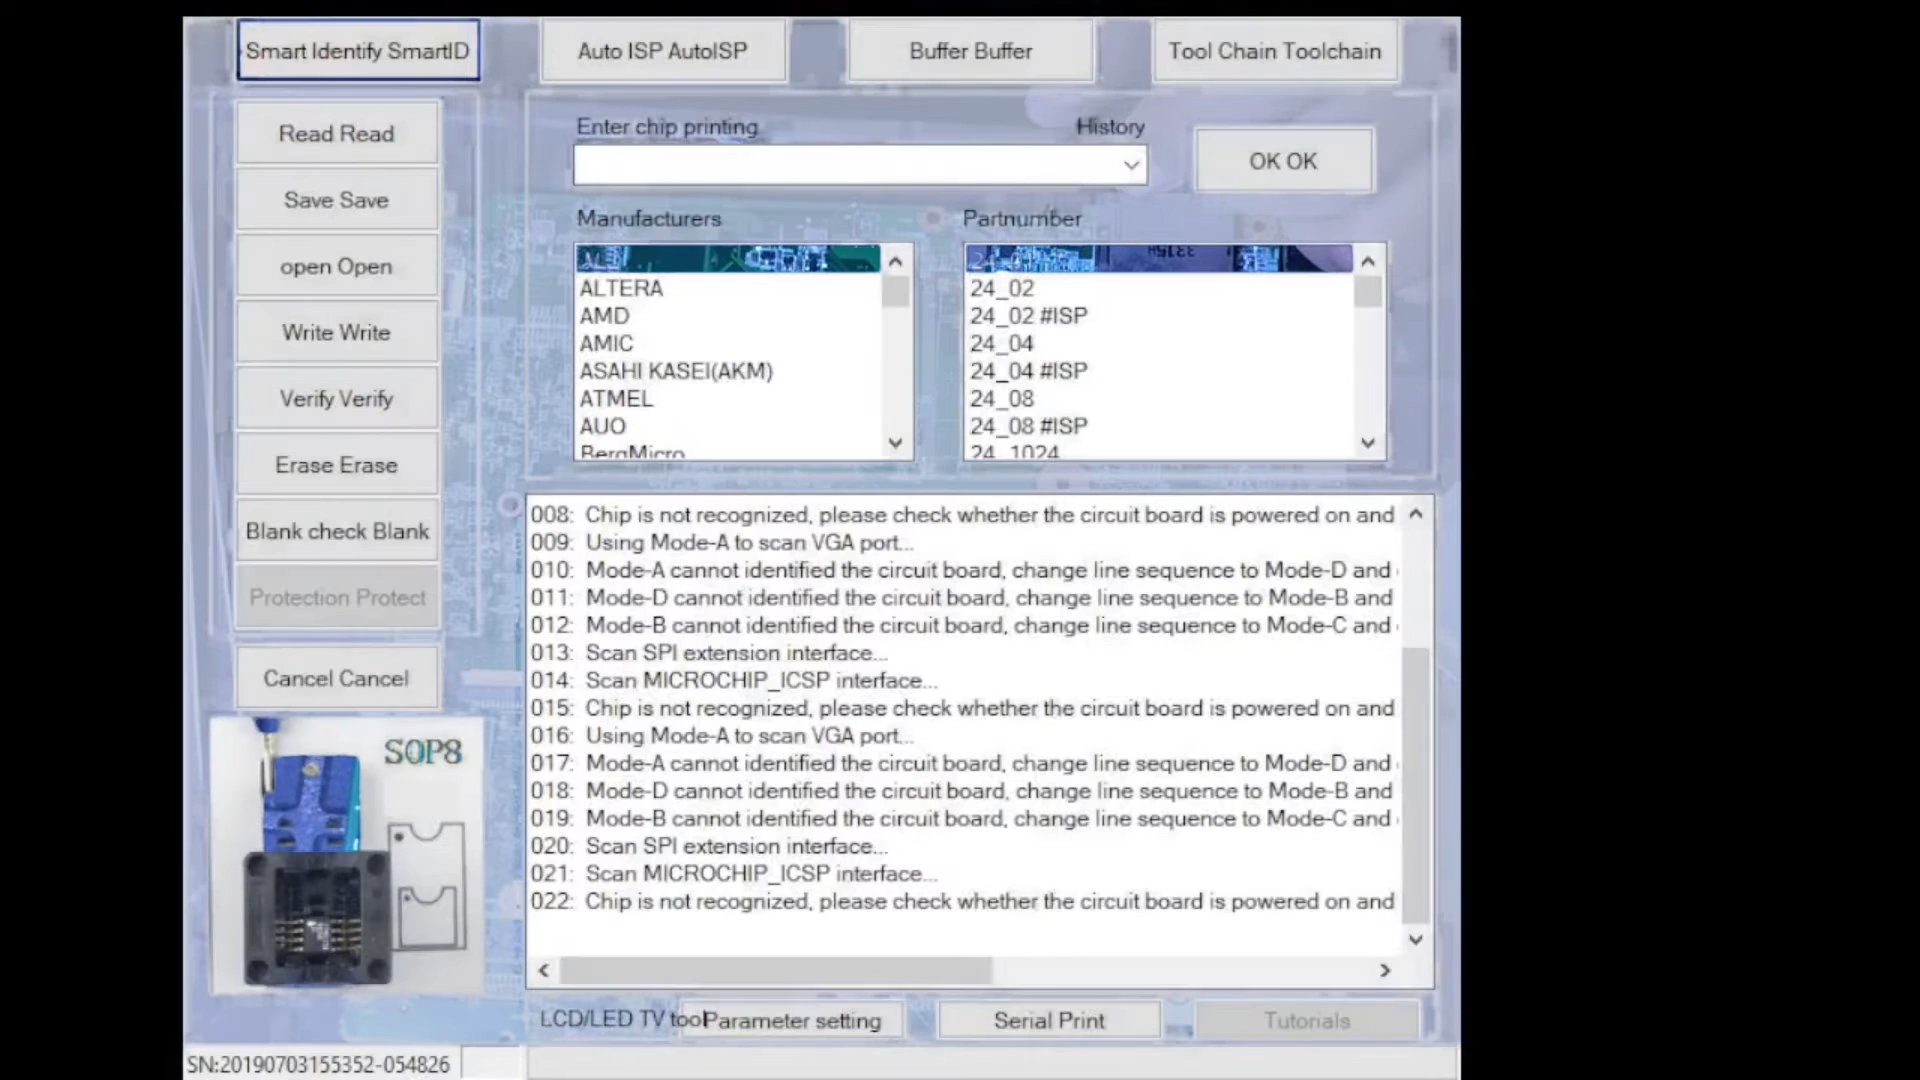 Smart Identify SmartID
Auto ISP AutoISP
Buffer Buffer
Tool Chain Toolchain
Read Read
Save Save
open Open
Write Write
Verify Verify
Erase Erase
Blank check Blank
Protection Protect
Cancel Cancel
SOP8
Enter chip printing
History
OK OK
Manufacturers
ALTERA
AMD
AMIC
ASAHI KASEI(AKM)
ATMEL
AUO
BergMicro
Partnumber
24_02
24_02 #ISP
24_04
24_04 #ISP
24_08
24_08 #ISP
24_1024
008: Chip is not recognized, please check whether the circuit board is powered on and
009: Using Mode-A to scan VGA port...
010: Mode-A cannot identified the circuit board, change line sequence to Mode-D and
011: Mode-D cannot identified the circuit board, change line sequence to Mode-B and
012: Mode-B cannot identified the circuit board, change line sequence to Mode-C and
013: Scan SPI extension interface...
014: Scan MICROCHIP_ICSP interface...
015: Chip is not recognized, please check whether the circuit board is powered on and
016: Using Mode-A to scan VGA port...
017: Mode-A cannot identified the circuit board, change line sequence to Mode-D and
018: Mode-D cannot identified the circuit board, change line sequence to Mode-B and
019: Mode-B cannot identified the circuit board, change line sequence to Mode-C and
020: Scan SPI extension interface...
021: Scan MICROCHIP_ICSP interface...
022: Chip is not recognized, please check whether the circuit board is powered on and
LCD/LED TV tool
Parameter setting
Serial Print
Tutorials
SN:20190703155352-054826